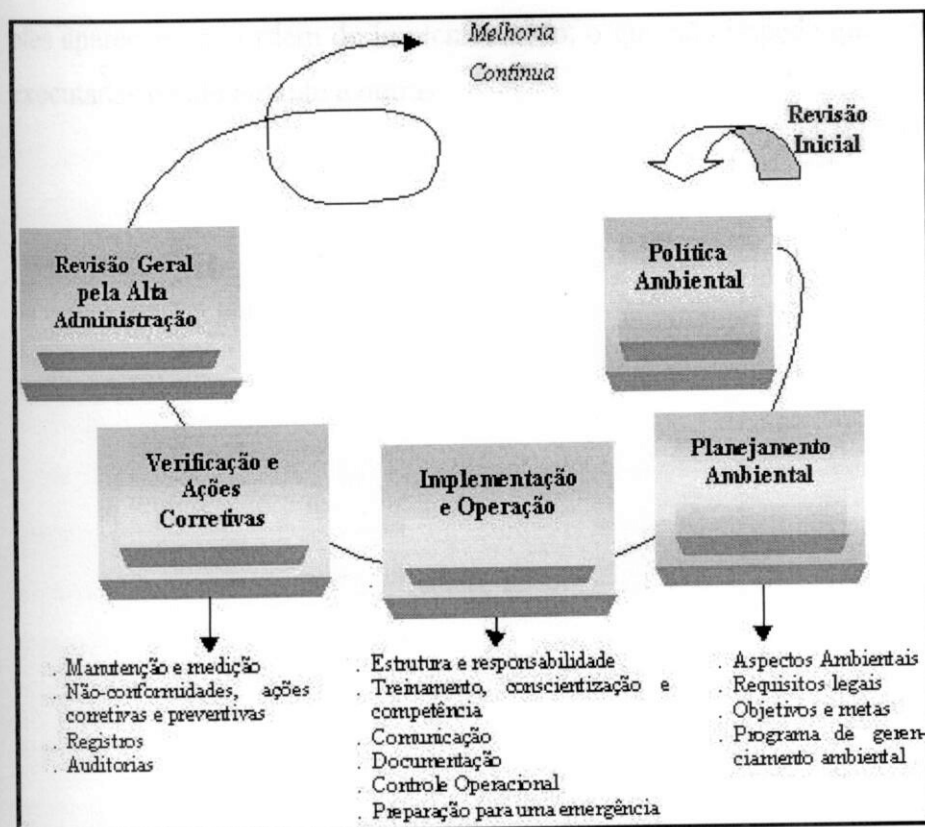 Melhoria
Contínua
Revisão
Inicial
Revisão Geral
pela Alta
Administração
Política
Ambiental
Verificação e
Ações
Corretivas
Implementação
e Operação
Planejamento
Ambiental
. Manutenção e medição
. Não-conformidades, ações
corretivas e preventivas
. Registros
. Auditorias
. Estrutura e responsabilidade
. Treinamento, conscientização e
competência
. Comunicação
. Documentação
. Controle Operacional
. Preparação para uma emergência
. Aspectos Ambientais
. Requisitos legais
. Objetivos e metas
. Programa de geren-
ciamento ambiental